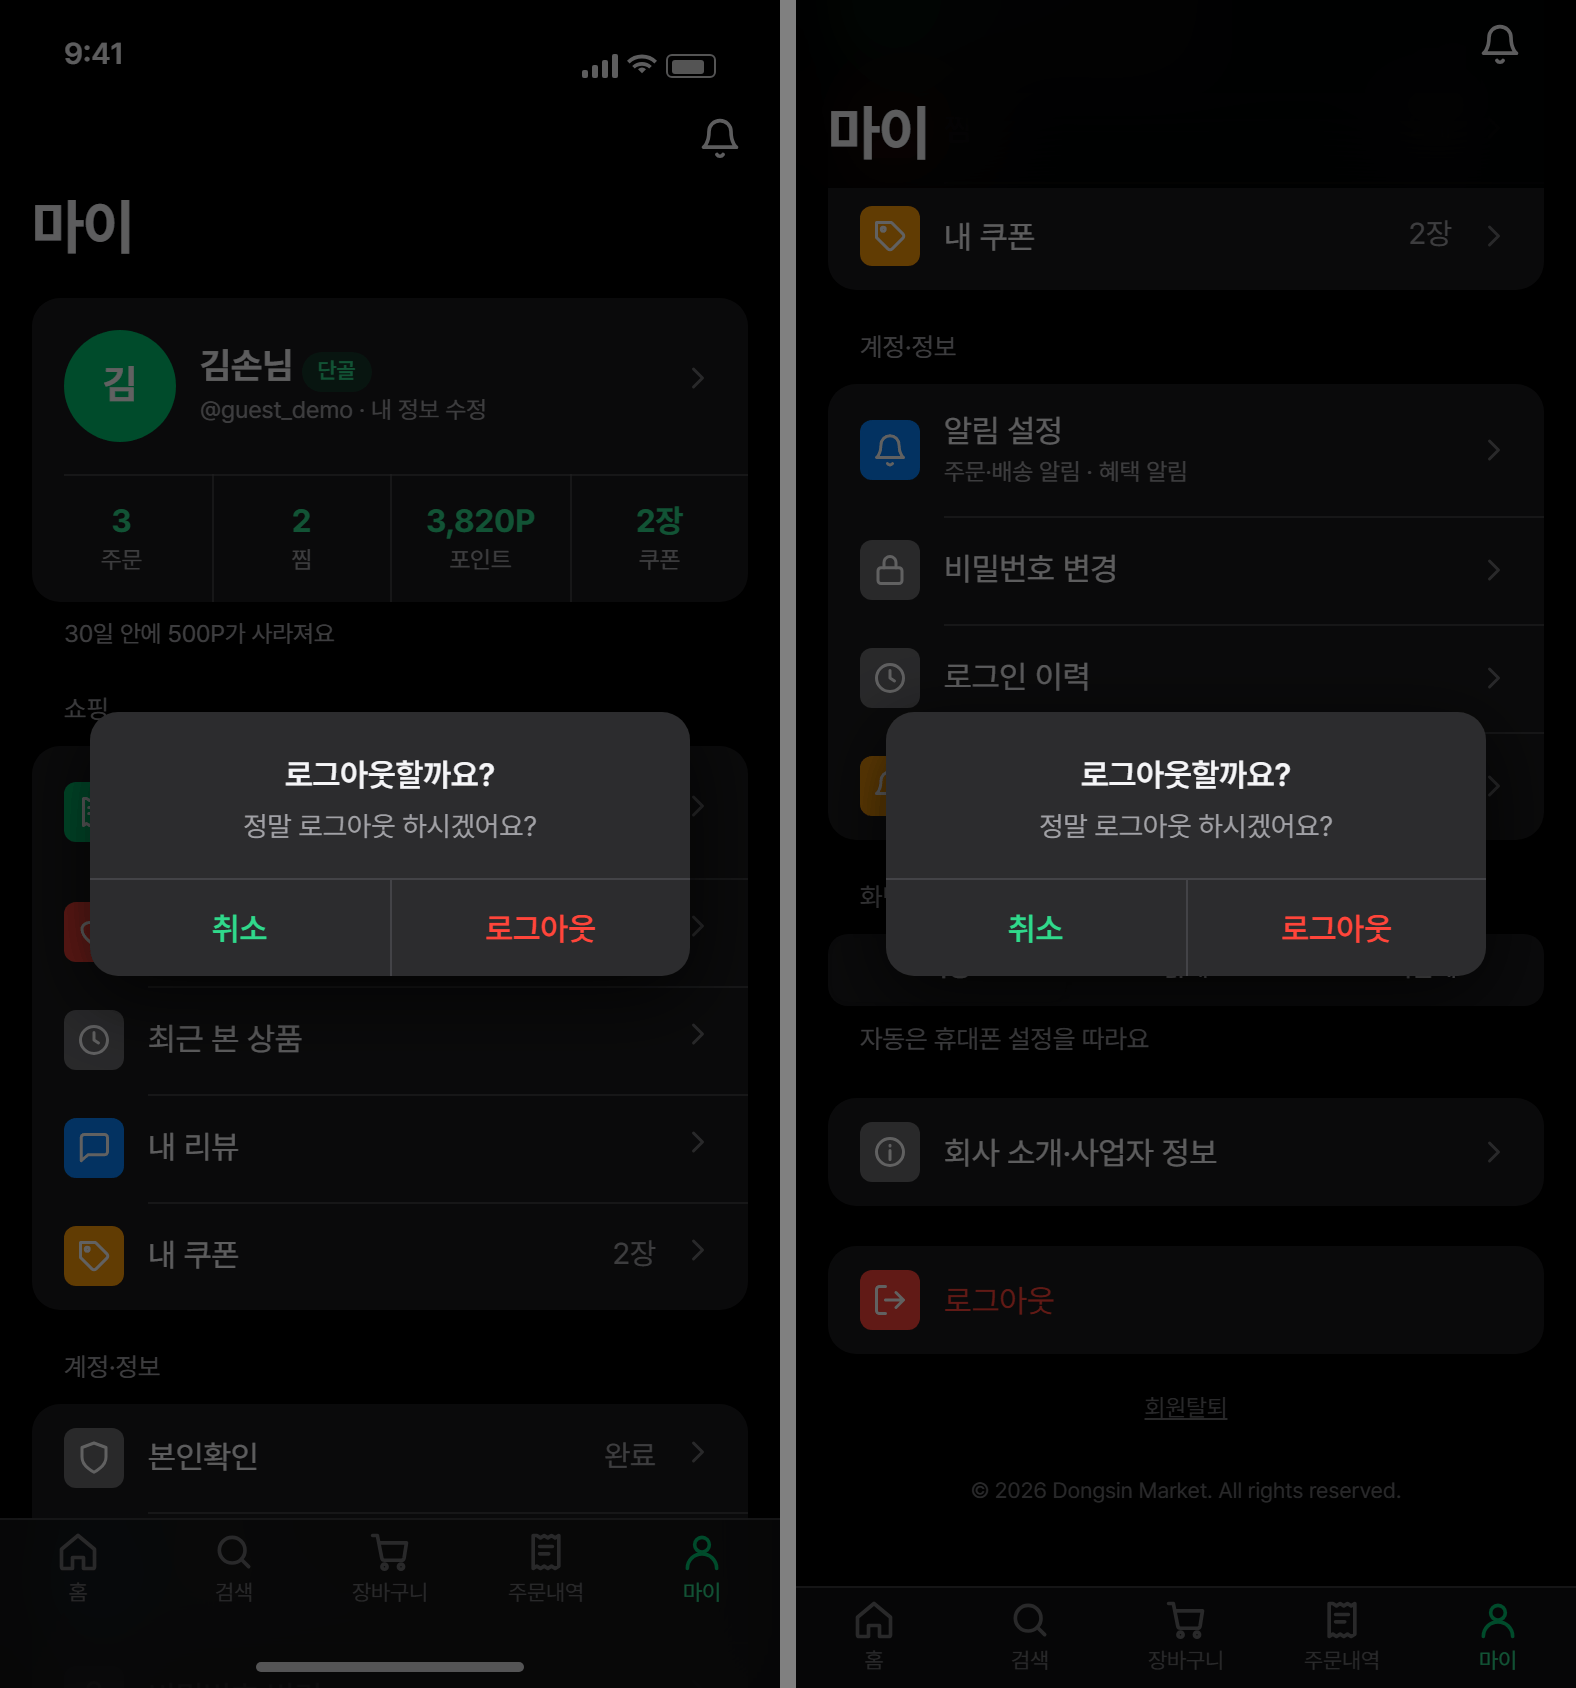 9:41
마이
김
김손님 단골
@guest_demo · 내 정보 수정
3
주문
2
찜
3,820P
포인트
2장
쿠폰
30일 안에 500P가 사라져요
쇼핑
로그아웃할까요?
정말 로그아웃 하시겠어요?
취소
로그아웃
최근 본 상품
내 리뷰
내 쿠폰
2장
계정·정보
본인확인
완료
홈
검색
장바구니
주문내역
마이
마이
내 쿠폰
2장
계정·정보
알림 설정
주문·배송 알림 · 혜택 알림
비밀번호 변경
로그인 이력
로그아웃할까요?
정말 로그아웃 하시겠어요?
취소
로그아웃
자동은 휴대폰 설정을 따라요
회사 소개·사업자 정보
로그아웃
회원탈퇴
© 2026 Dongsin Market. All rights reserved.
홈
검색
장바구니
주문내역
마이